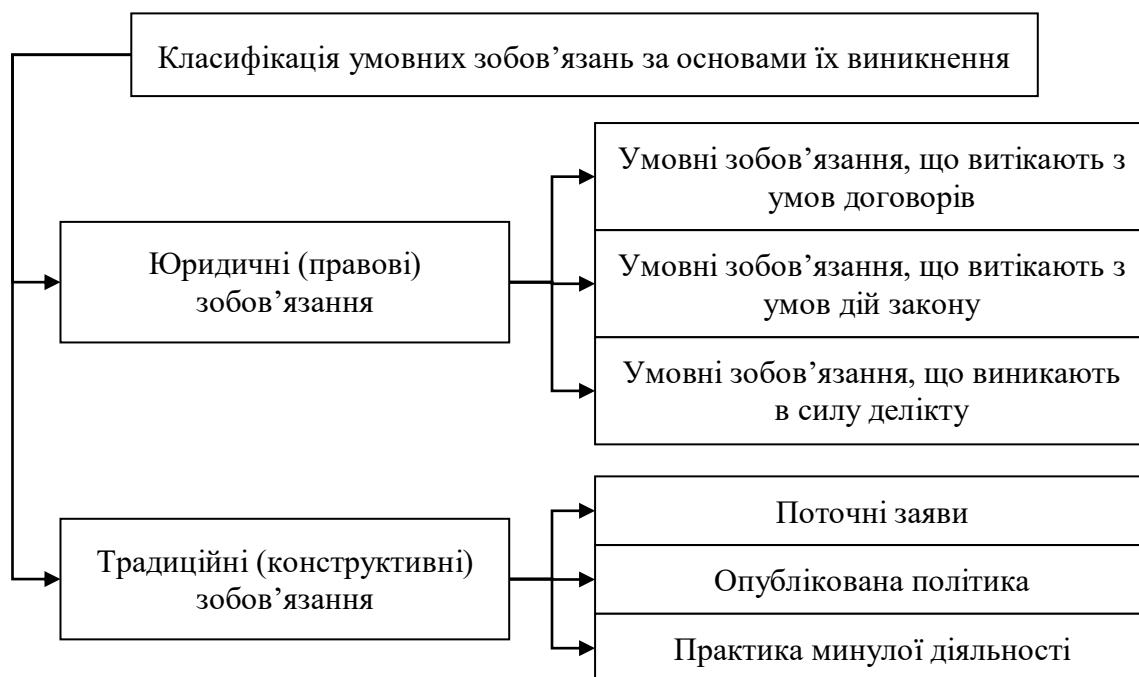 Класифікація умовних зобов’язань за основами їх виникнення
Юридичні (правові)
зобов’язання
Умовні зобов’язання, що витікають з
умов договорів
Умовні зобов’язання, що витікають з
умов дій закону
Умовні зобов’язання, що виникають
в силу делікту
Традиційні (конструктивні)
зобов’язання
Поточні заяви
Опублікована політика
Практика минулої діяльності